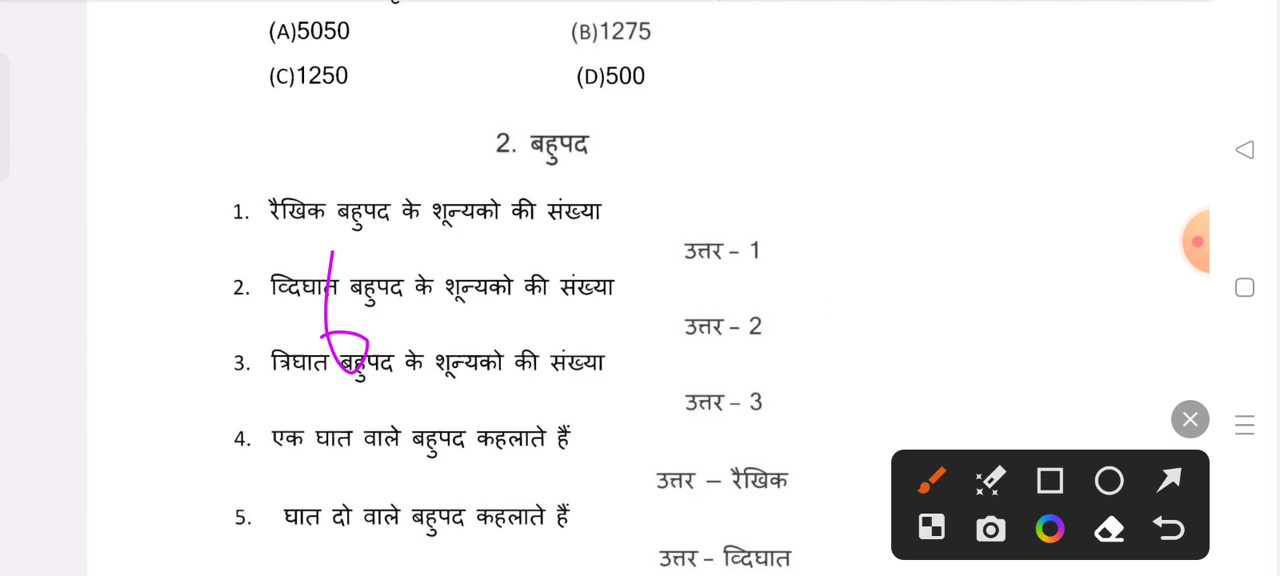 (A)5050 (B)1275
(C)1250 (D)500
2. बहुपद
1. रैखिक बहुपद के शून्यको की संख्या
उत्तर – 1
2. व्दिघात बहुपद के शून्यको की संख्या
उत्तर – 2
3. त्रिघात बहुपद के शून्यको की संख्या
उत्तर – 3
4. एक घात वाले बहुपद कहलाते हैं
उत्तर – रैखिक
5. घात दो वाले बहुपद कहलाते हैं
उत्तर – व्दिघात